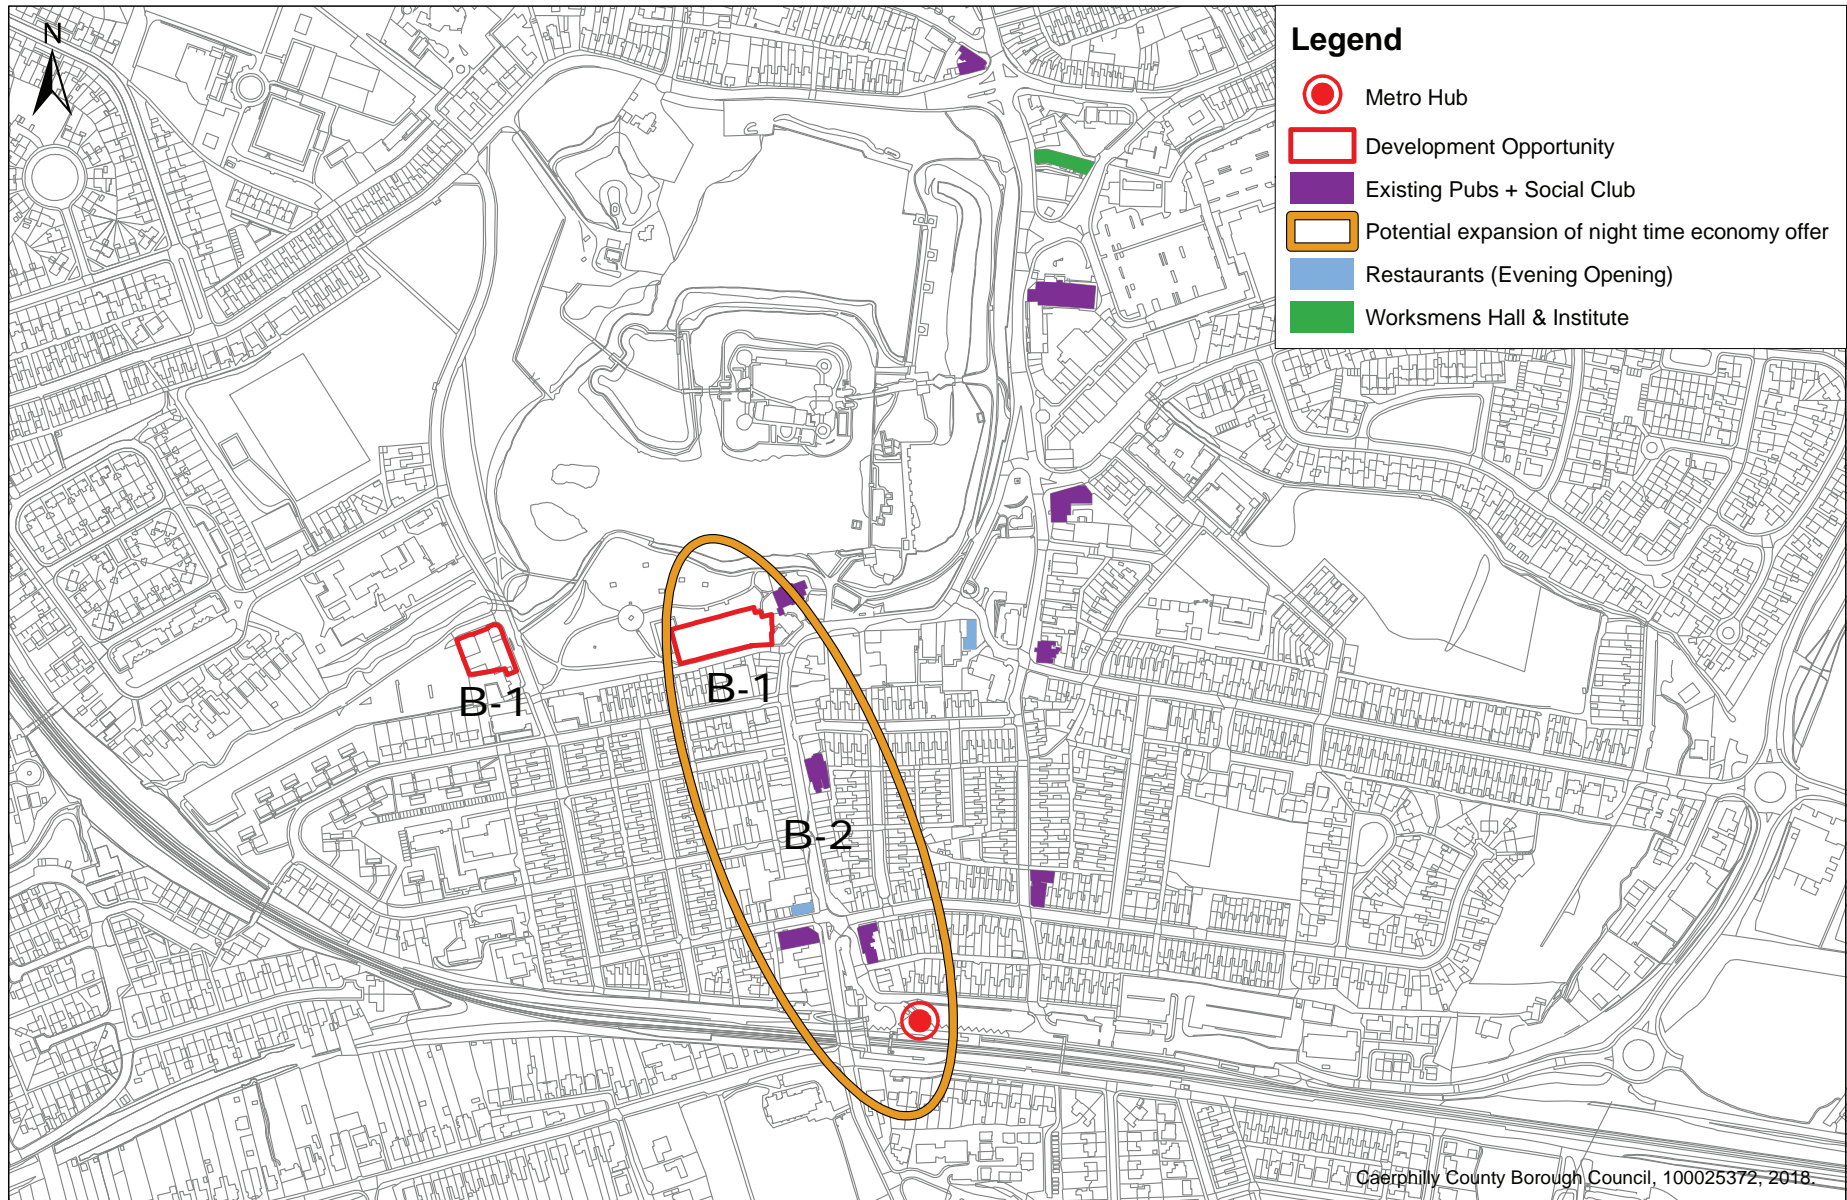 N
Legend
Metro Hub
Development Opportunity
Existing Pubs + Social Club
Potential expansion of night time economy offer
Restaurants (Evening Opening)
Worksmens Hall & Institute
B-1
B-1
B-2
Caerphilly County Borough Council, 100025372, 2018.